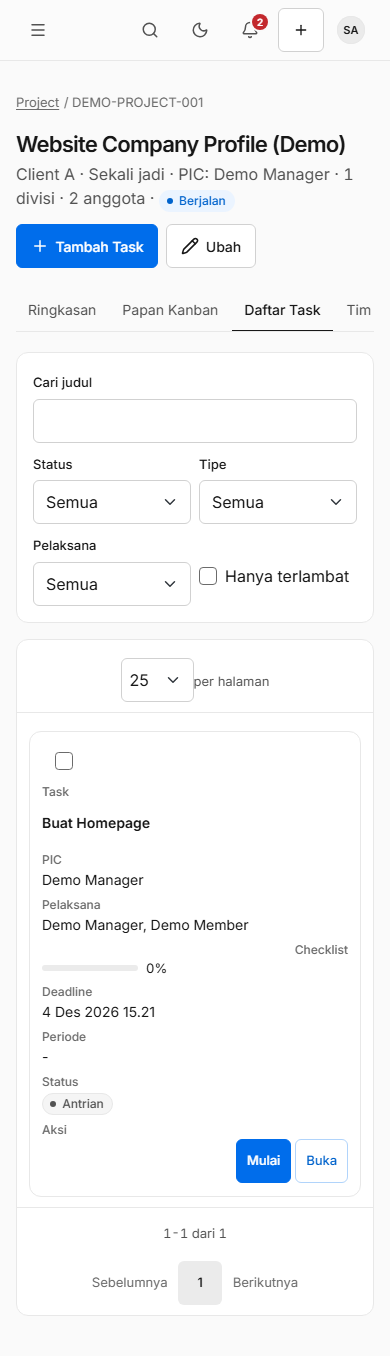 2
SA
Project / DEMO-PROJECT-001
Website Company Profile (Demo)
Client A · Sekali jadi · PIC: Demo Manager · 1
divisi · 2 anggota · Berjalan
Tambah Task
Ubah
Ringkasan Papan Kanban Daftar Task Tim
Cari judul
Status Tipe
Semua Semua
Pelaksana
Semua Hanya terlambat
25 per halaman
Task
Buat Homepage
PIC
Demo Manager
Pelaksana
Demo Manager, Demo Member
Checklist
0%
Deadline
4 Des 2026 15.21
Periode
-
Status
Antrian
Aksi
Mulai Buka
1-1 dari 1
Sebelumnya 1 Berikutnya